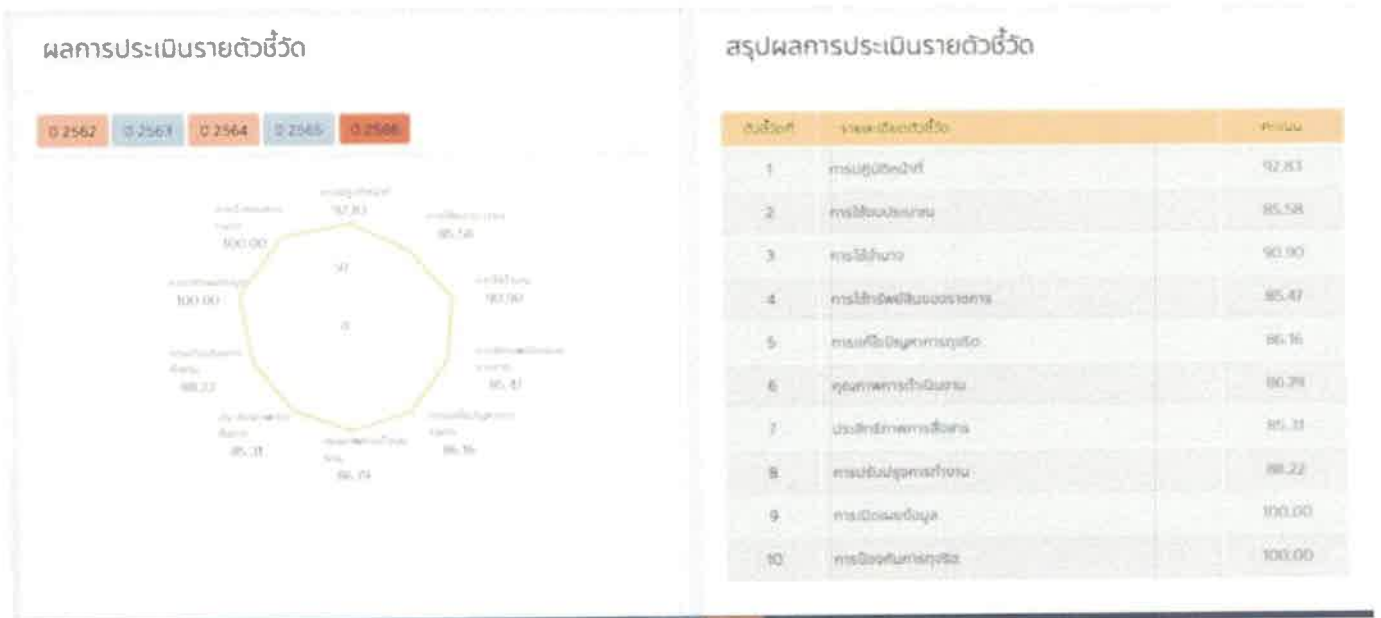 ผลการประเมินรายตัวชี้วัด
ปี 2562 ปี 2563 ปี 2564 ปี 2565 ปี 2566
92.83
85.58
90.90
85.47
86.16
86.79
85.31
88.22
100.00
100.00
50
0
สรุปผลการประเมินรายตัวชี้วัด
ตัวชี้วัดที่ รายละเอียดตัวชี้วัด คะแนน
1 การปฏิบัติหน้าที่ 92.83
2 การใช้งบประมาณ 85.58
3 การใช้อำนาจ 90.90
4 การใช้ทรัพย์สินของราชการ 85.47
5 การแก้ไขปัญหาการทุจริต 86.16
6 คุณภาพการดำเนินงาน 86.79
7 ประสิทธิภาพการสื่อสาร 85.31
8 การปรับปรุงการทำงาน 88.22
9 การเปิดเผยข้อมูล 100.00
10 การป้องกันการทุจริต 100.00